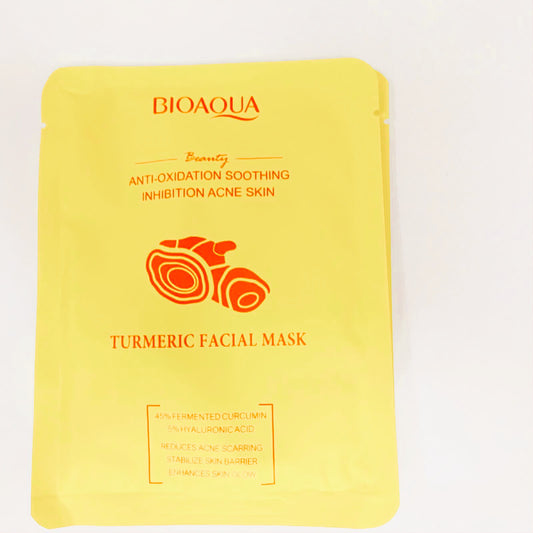 BIOAQUA
Beauty
ANTI-OXIDATION SOOTHING
INHIBITION ACNE SKIN
TURMERIC FACIAL MASK
45% FERMENTED CURCUMIN
5% HYALURONIC ACID
REDUCES ACNE SCARRING
STABILIZE SKIN BARRIER
ENHANCES SKIN GLOW